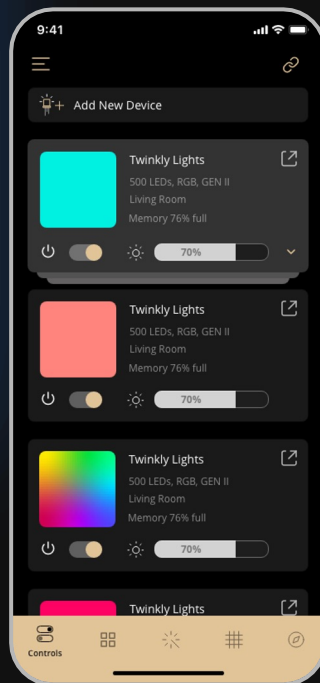 9:41
Add New Device
Twinkly Lights
500 LEDs, RGB, GEN II
Living Room
Memory 76% full
70%
Twinkly Lights
500 LEDs, RGB, GEN II
Living Room
Memory 76% full
70%
Twinkly Lights
500 LEDs, RGB, GEN II
Living Room
Memory 76% full
70%
Twinkly Lights
Controls